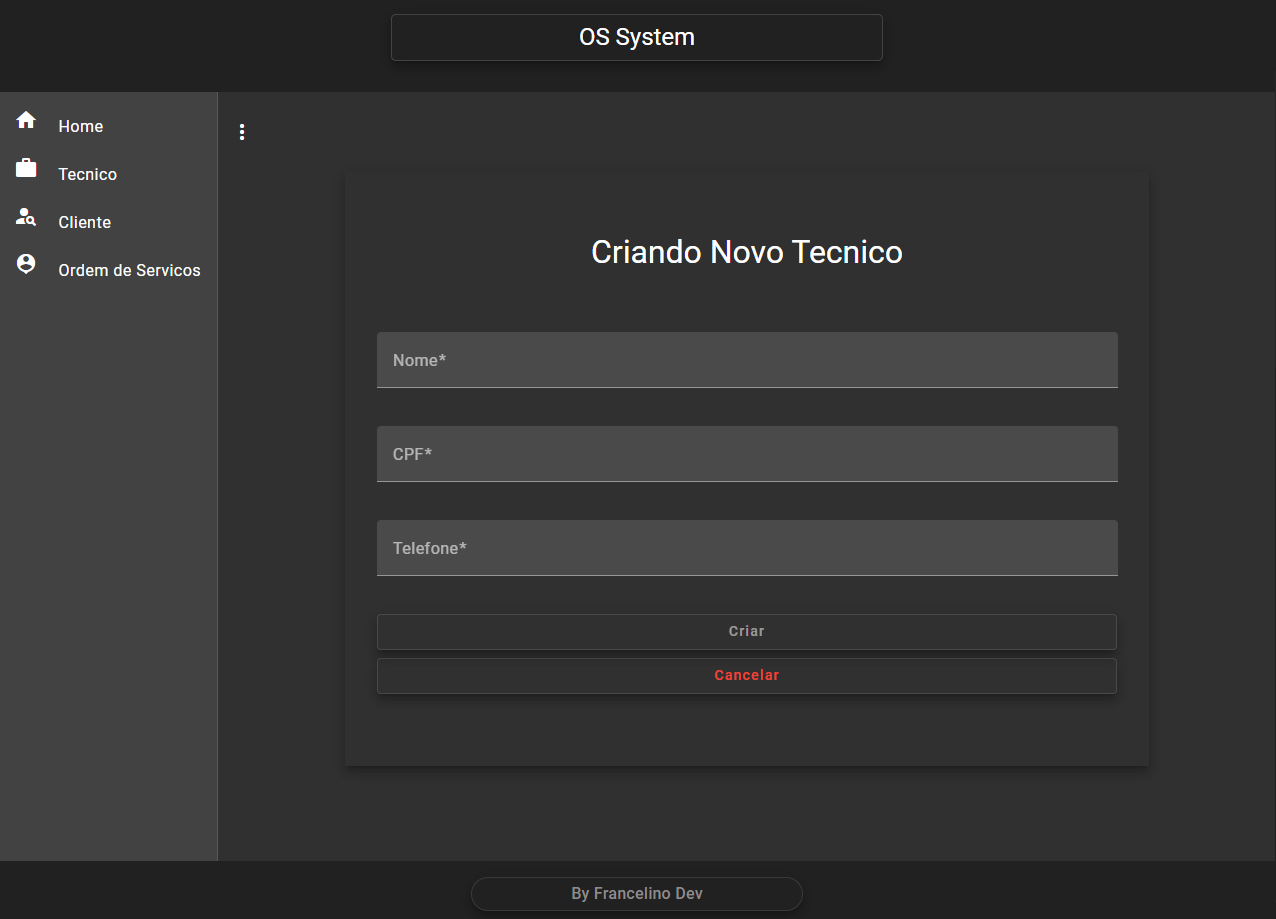 OS System
Home
Tecnico
Cliente
Ordem de Servicos
Criando Novo Tecnico
Nome*
CPF*
Telefone*
Criar
Cancelar
By Francelino Dev